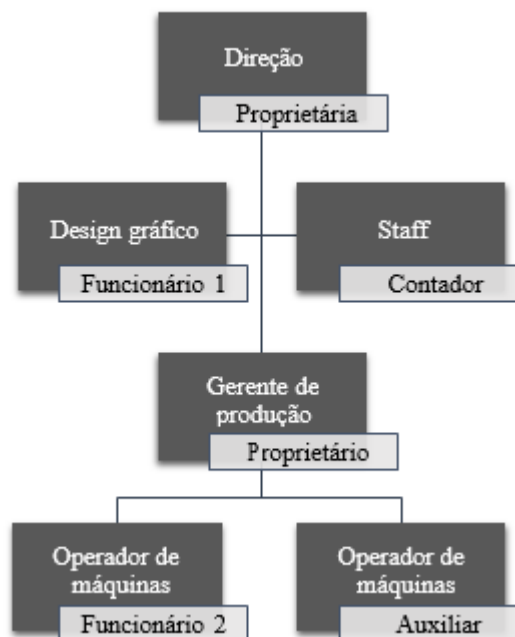 Direção
Proprietária
Design gráfico
Funcionário 1
Staff
Contador
Gerente de
produção
Proprietário
Operador de
máquinas
Funcionário 2
Operador de
máquinas
Auxiliar